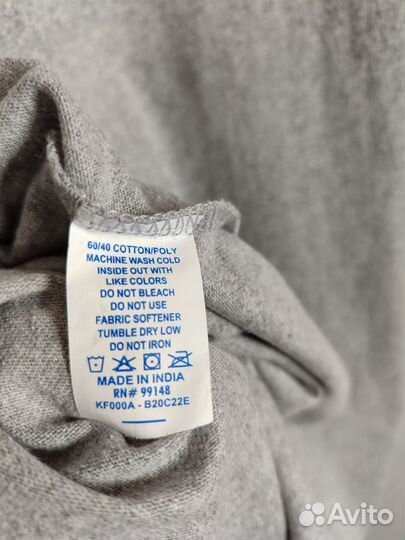 60/40 COTTON/POLY
MACHINE WASH COLD
INSIDE OUT WITH
LIKE COLORS
DO NOT BLEACH
DO NOT USE
FABRIC SOFTENER
TUMBLE DRY LOW
DO NOT IRON
MADE IN INDIA
RN# 99148
KF000A - B20C22E
Avito